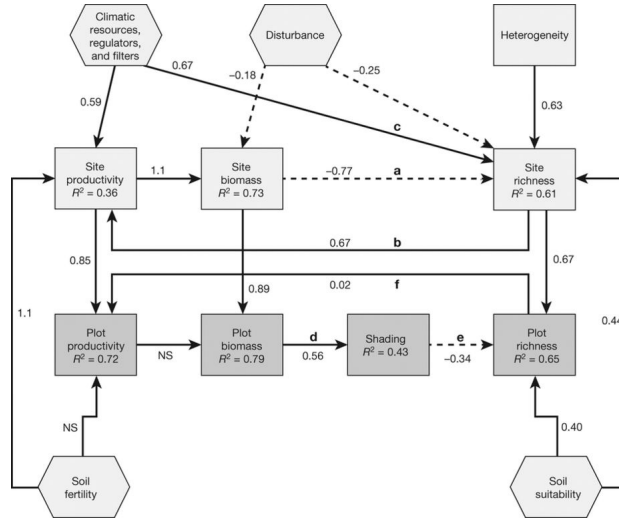 Climatic
resources,
regulators,
and filters
Disturbance
Heterogeneity
0.67
−0.18
−0.25
0.59
c
0.63
Site
productivity
R² = 0.36
1.1
Site
biomass
R² = 0.73
−0.77
a
Site
richness
R² = 0.61
0.67
b
0.85
0.67
0.02
f
0.89
1.1
0.44
Plot
productivity
R² = 0.72
NS
Plot
biomass
R² = 0.79
d
0.56
Shading
R² = 0.43
e
−0.34
Plot
richness
R² = 0.65
NS
0.40
Soil
fertility
Soil
suitability